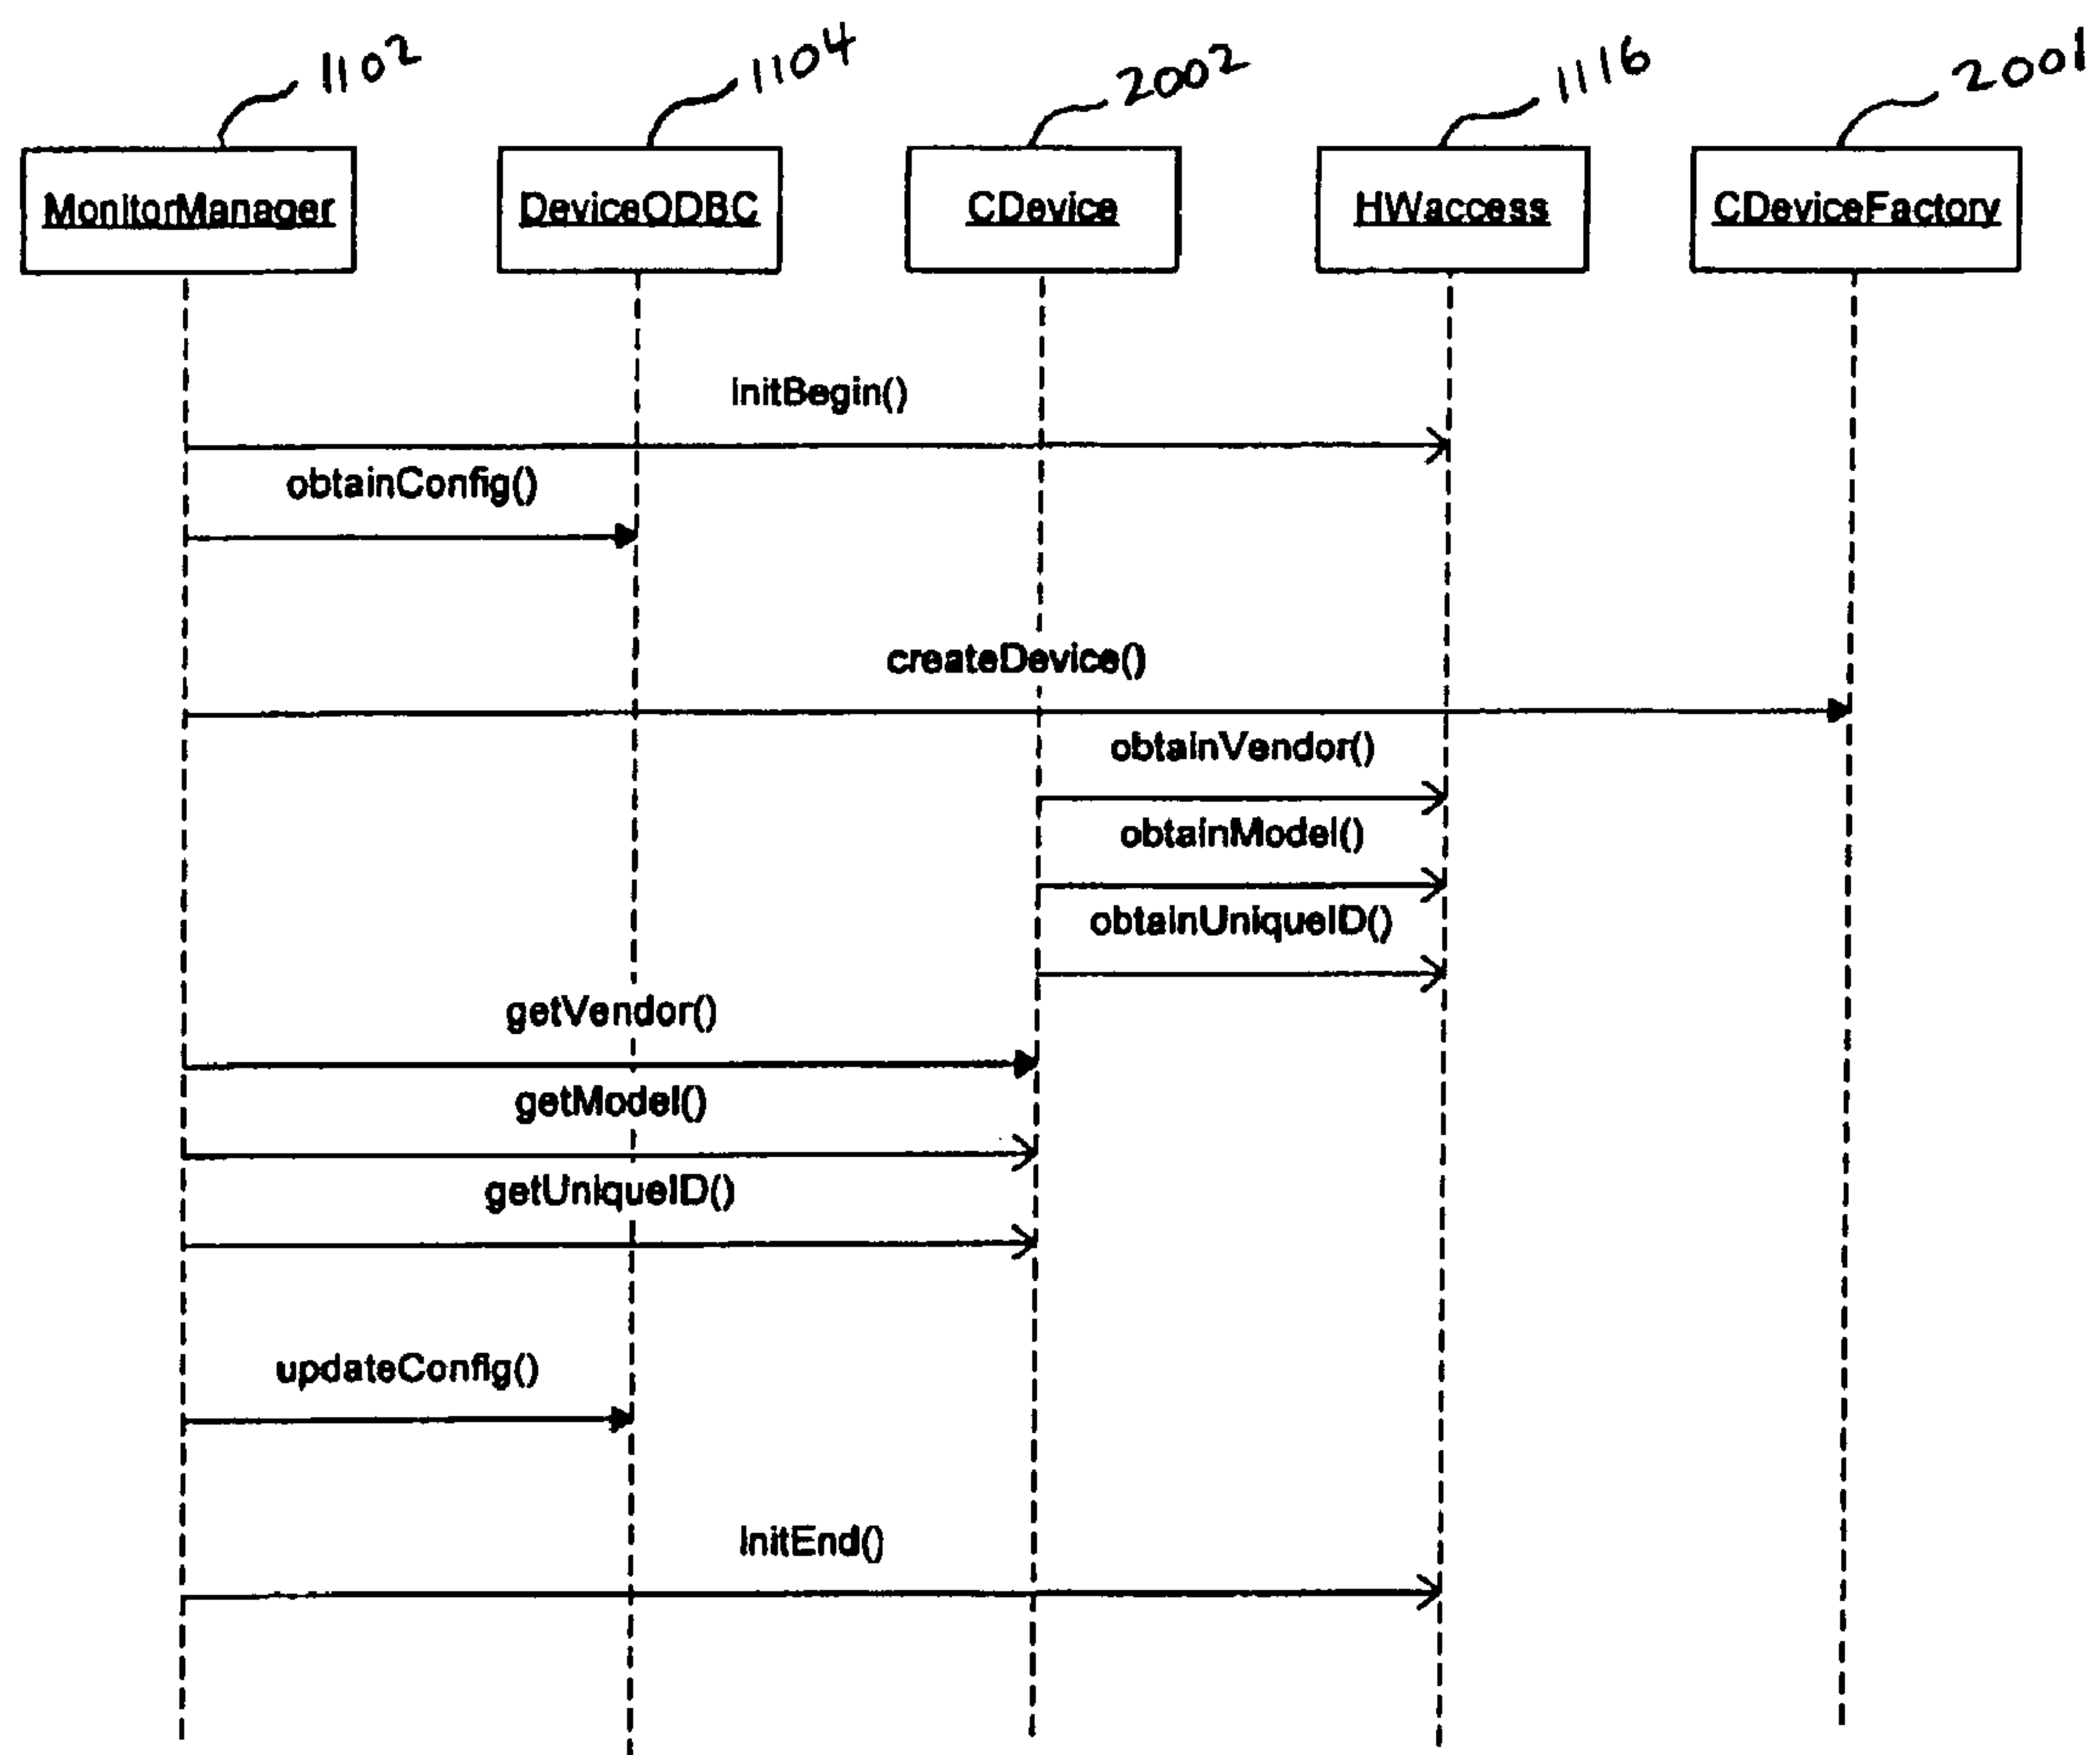 1102
1104
2002
1116
2001
MonitorManager
DeviceODBC
CDevice
HWaccess
CDeviceFactory
InitBegin()
obtainConfig()
createDevice()
obtainVendor()
obtainModel()
obtainUniqueID()
getVendor()
getModel()
getUniqueID()
updateConfig()
InitEnd()